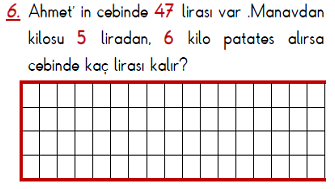 6. Ahmet' in cebinde 47 lirası var .Manavdan
kilosu 5 liradan, 6 kilo patates alırsa
cebinde kaç lirası kalır?